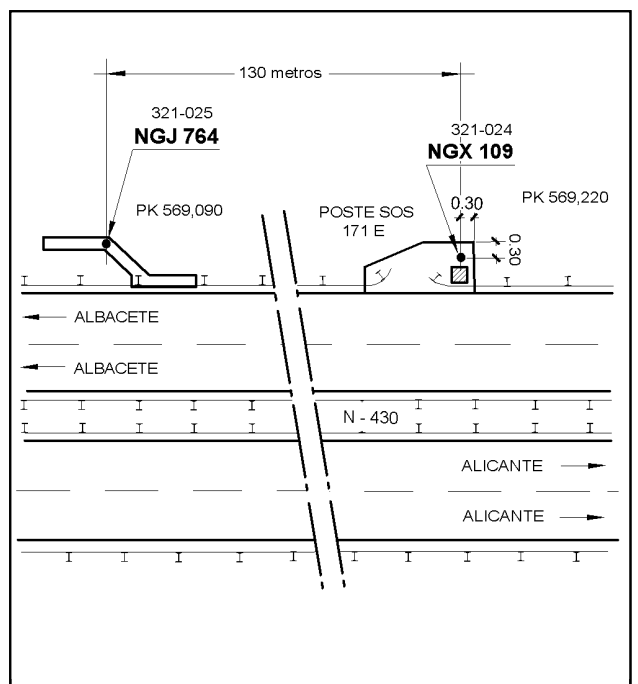 130 metros
321-025
NGJ 764
321-024
NGX 109
PK 569,090
POSTE SOS
171 E
0.30
PK 569,220
0.30
ALBACETE
ALBACETE
N - 430
ALICANTE
ALICANTE